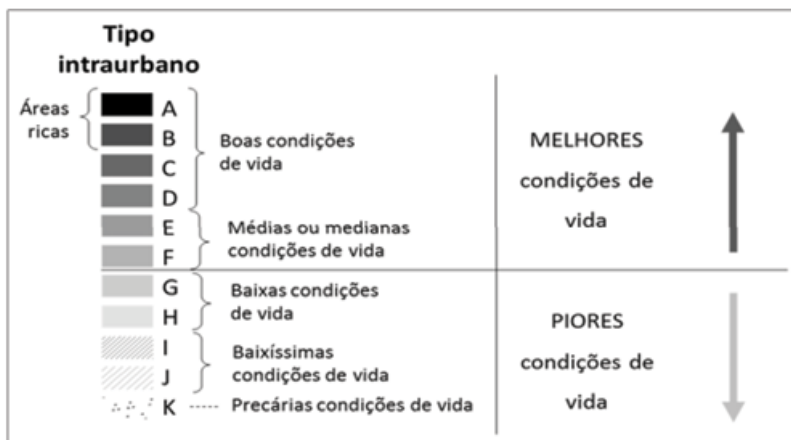 Tipo
intraurbano
Áreas
ricas
A
B
C
D
Boas condições
de vida
E
F
Médias ou medianas
condições de vida
G
H
Baixas condições
de vida
I
J
Baixíssimas
condições de vida
K ----- Precárias condições de vida
MELHORES
condições de
vida
PIORES
condições de
vida